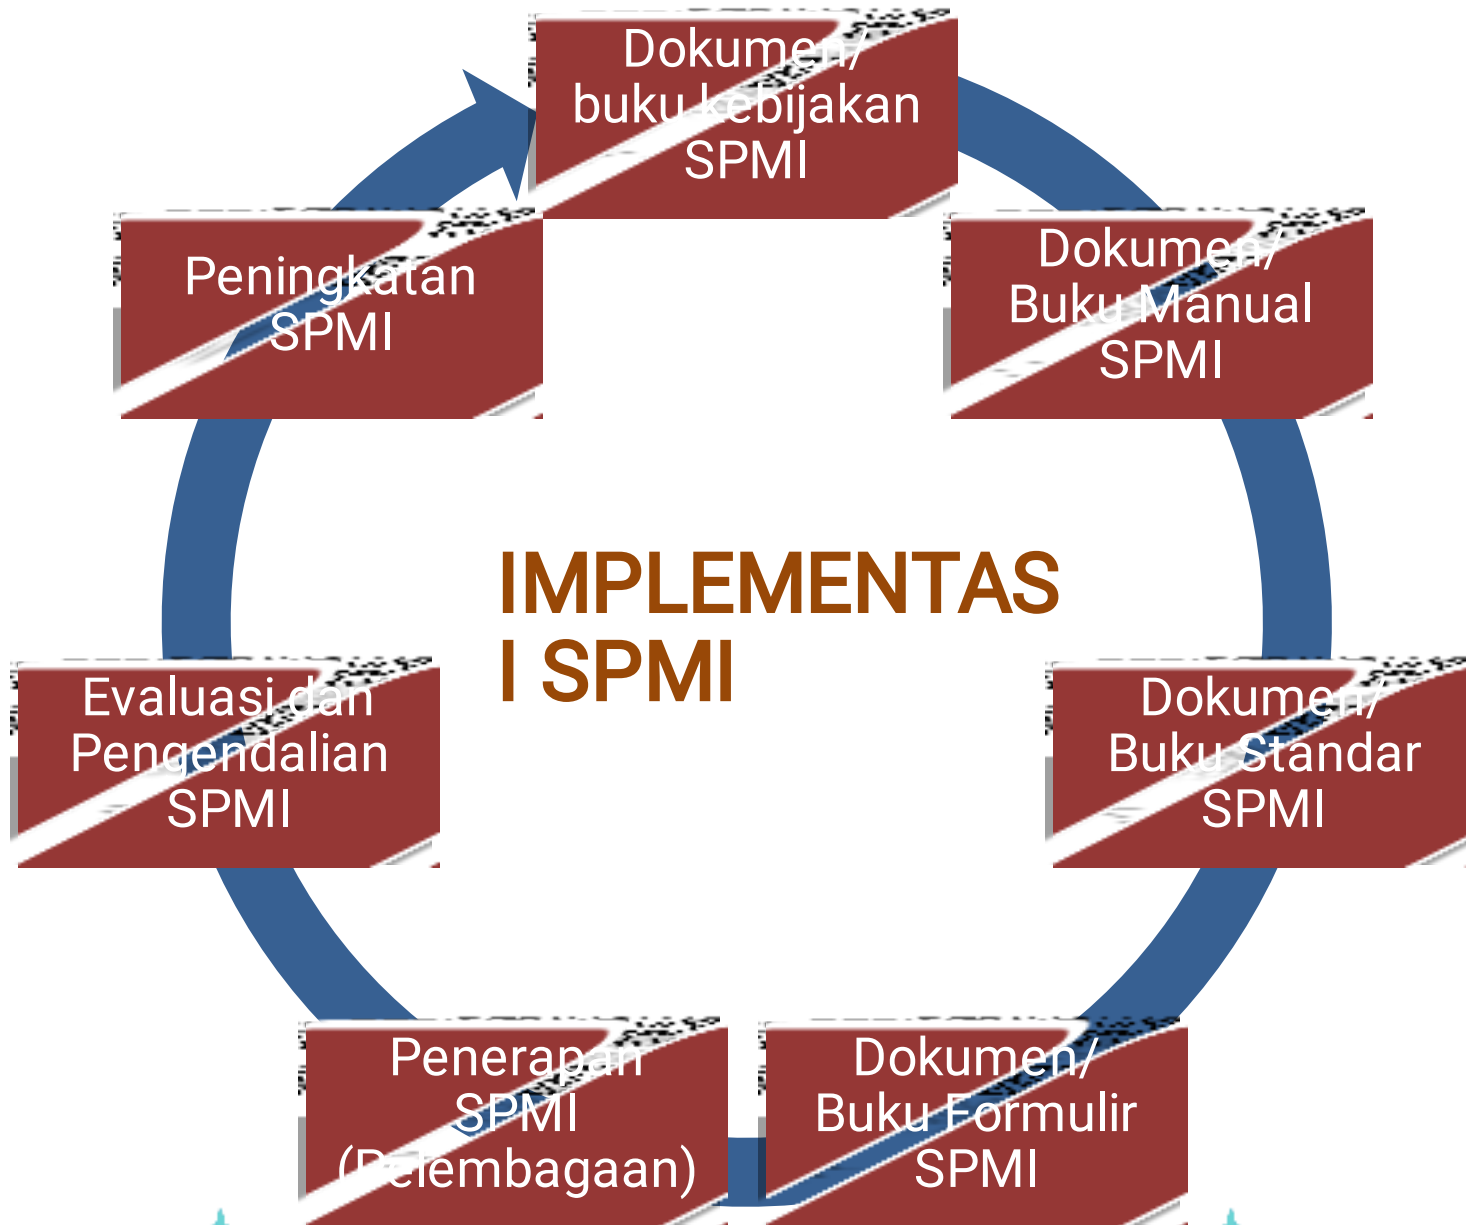 Dokumen/
buku kebijakan
SPMI
Dokumen/
Buku Manual
SPMI
Dokumen/
Buku Standar
SPMI
Dokumen/
Buku Formulir
SPMI
Penerapan
SPMI
(Pelembagaan)
Evaluasi dan
Pengendalian
SPMI
Peningkatan
SPMI
IMPLEMENTAS
I SPMI